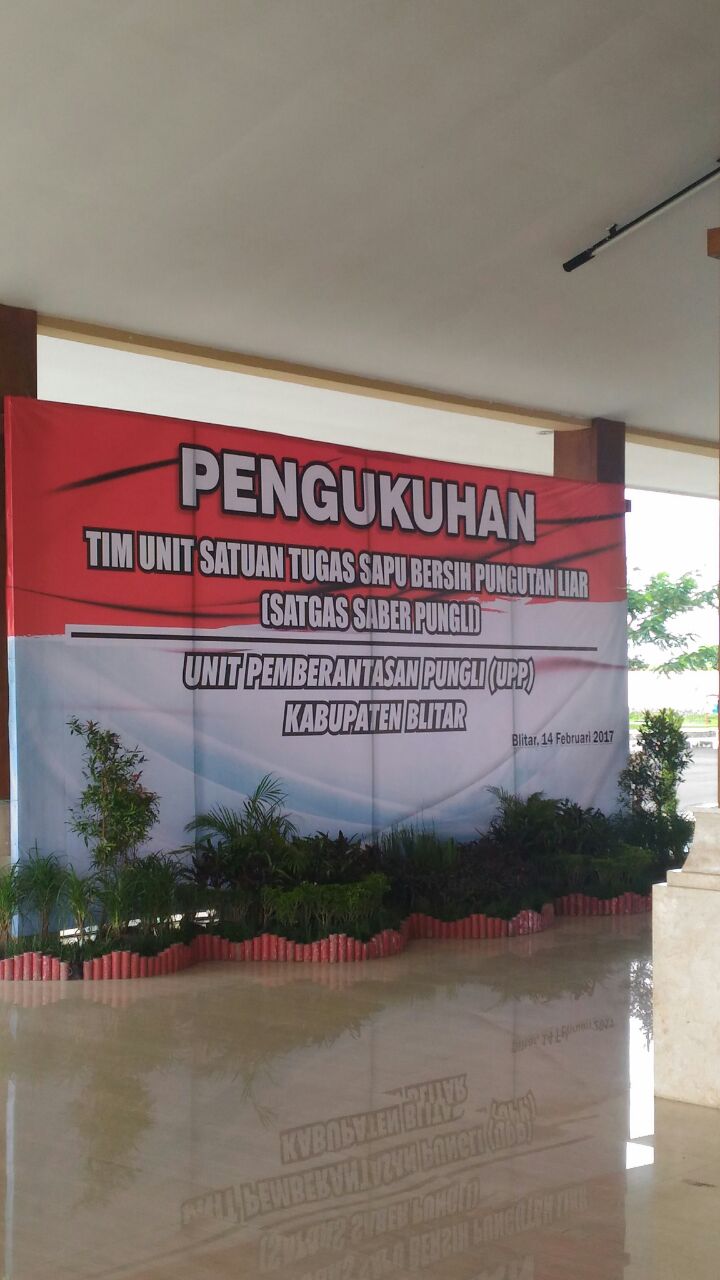 PENGUKUHAN
TIM UNIT SATUAN TUGAS SAPU BERSIH PUNGUTAN LIAR
(SATGAS SABER PUNGLI)
UNIT PEMBERANTASAN PUNGLI (UPP)
KABUPATEN BLITAR
Blitar, 14 Februari 2017